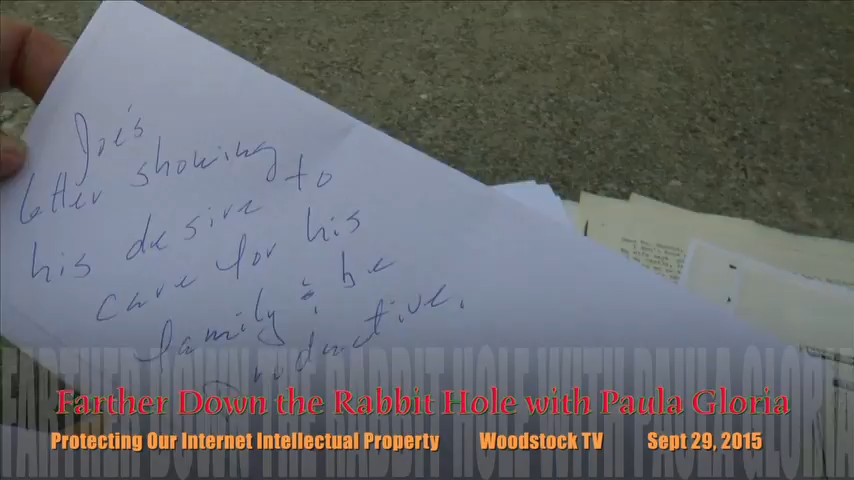 Joe's
letter showing
his desire to
care for his
family & be
productive.
FARTHER DOWN THE RABBIT HOLE WITH PAULA GLORIA
Farther Down the Rabbit Hole with Paula Gloria
Protecting Our Internet Intellectual Property Woodstock TV Sept 29, 2015